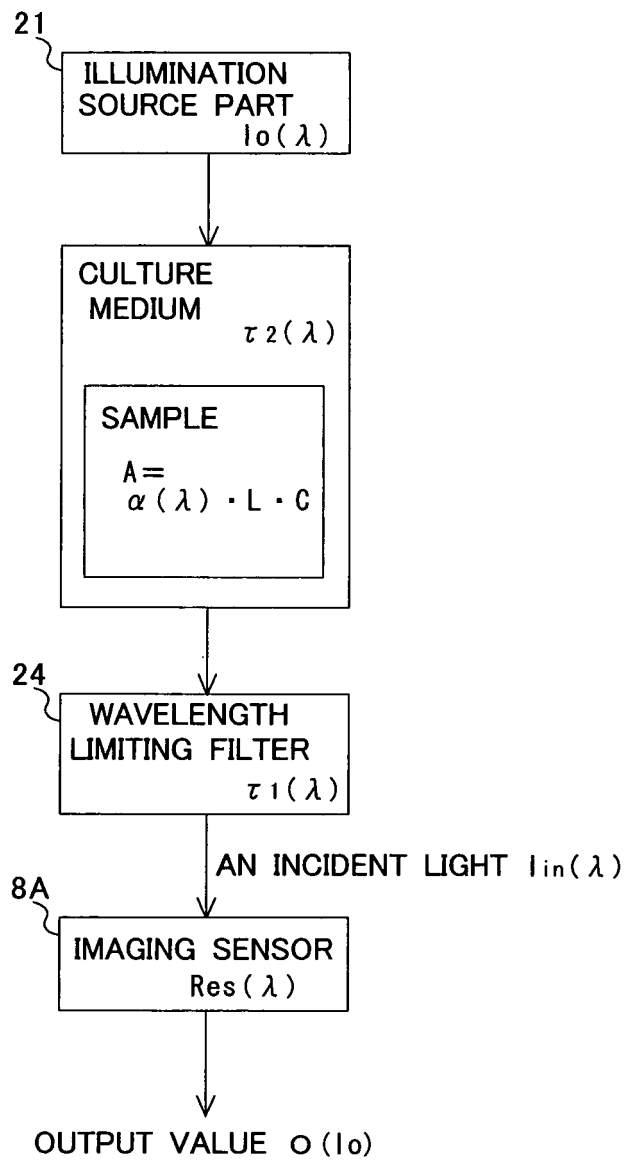 21
ILLUMINATION
SOURCE PART
Io(λ)
CULTURE
MEDIUM
τ2(λ)
SAMPLE
A=
α(λ)・L・C
24
WAVELENGTH
LIMITING FILTER
τ1(λ)
AN INCIDENT LIGHT Iin(λ)
8A
IMAGING SENSOR
Res(λ)
OUTPUT VALUE O(Io)